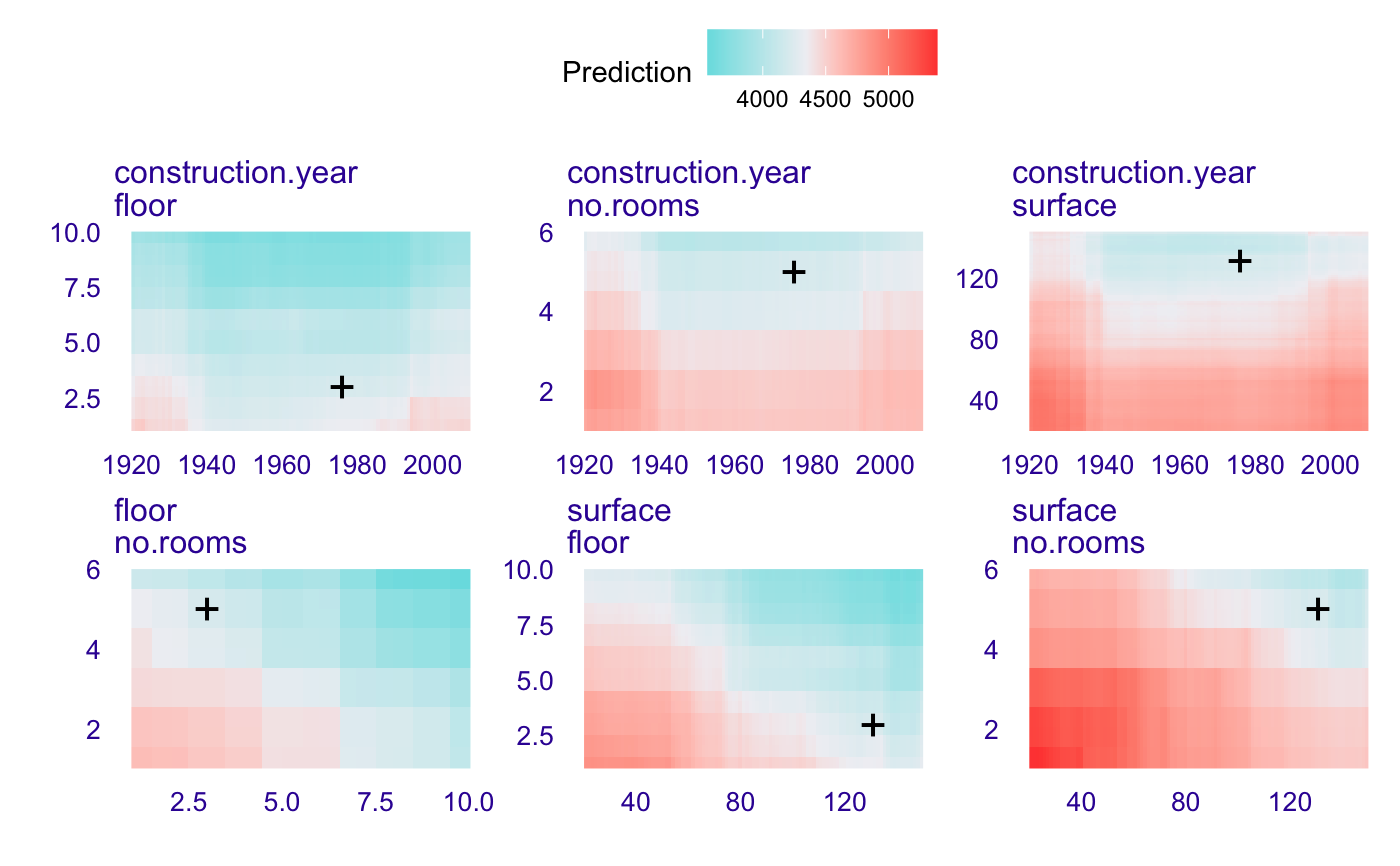 Prediction
4000 4500 5000
construction.year
floor
construction.year
no.rooms
construction.year
surface
10.0
7.5
5.0
2.5
1920 1940 1960 1980 2000
6
4
2
1920 1940 1960 1980 2000
120
80
40
1920 1940 1960 1980 2000
floor
no.rooms
surface
floor
surface
no.rooms
6
4
2
2.5 5.0 7.5 10.0
10.0
7.5
5.0
2.5
40 80 120
6
4
2
40 80 120